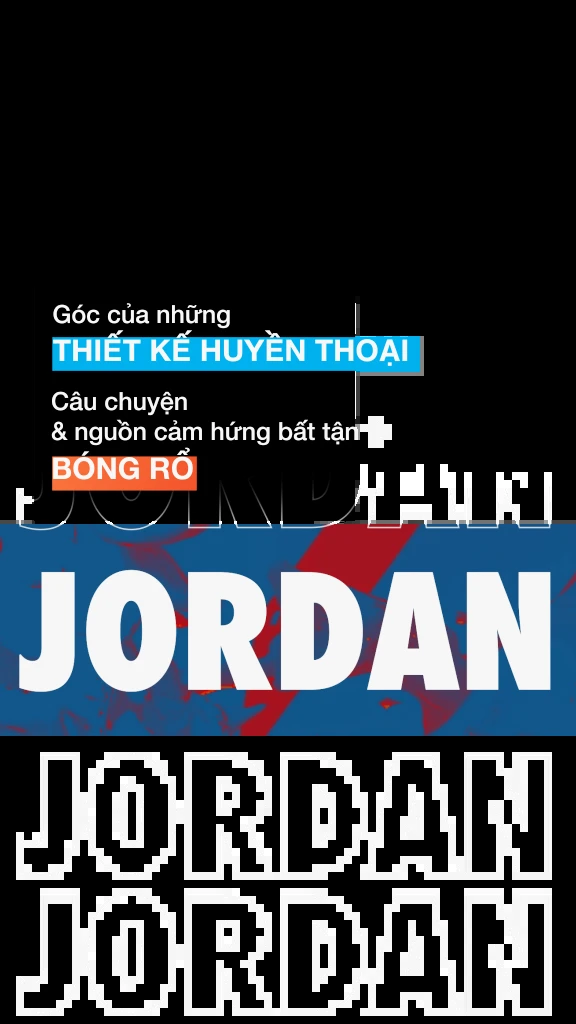 Góc của những
THIẾT KẾ HUYỀN THOẠI
Câu chuyện
& nguồn cảm hứng bất tận
BÓNG RỔ
JORDAN
JORDAN
JORDAN
JORDAN